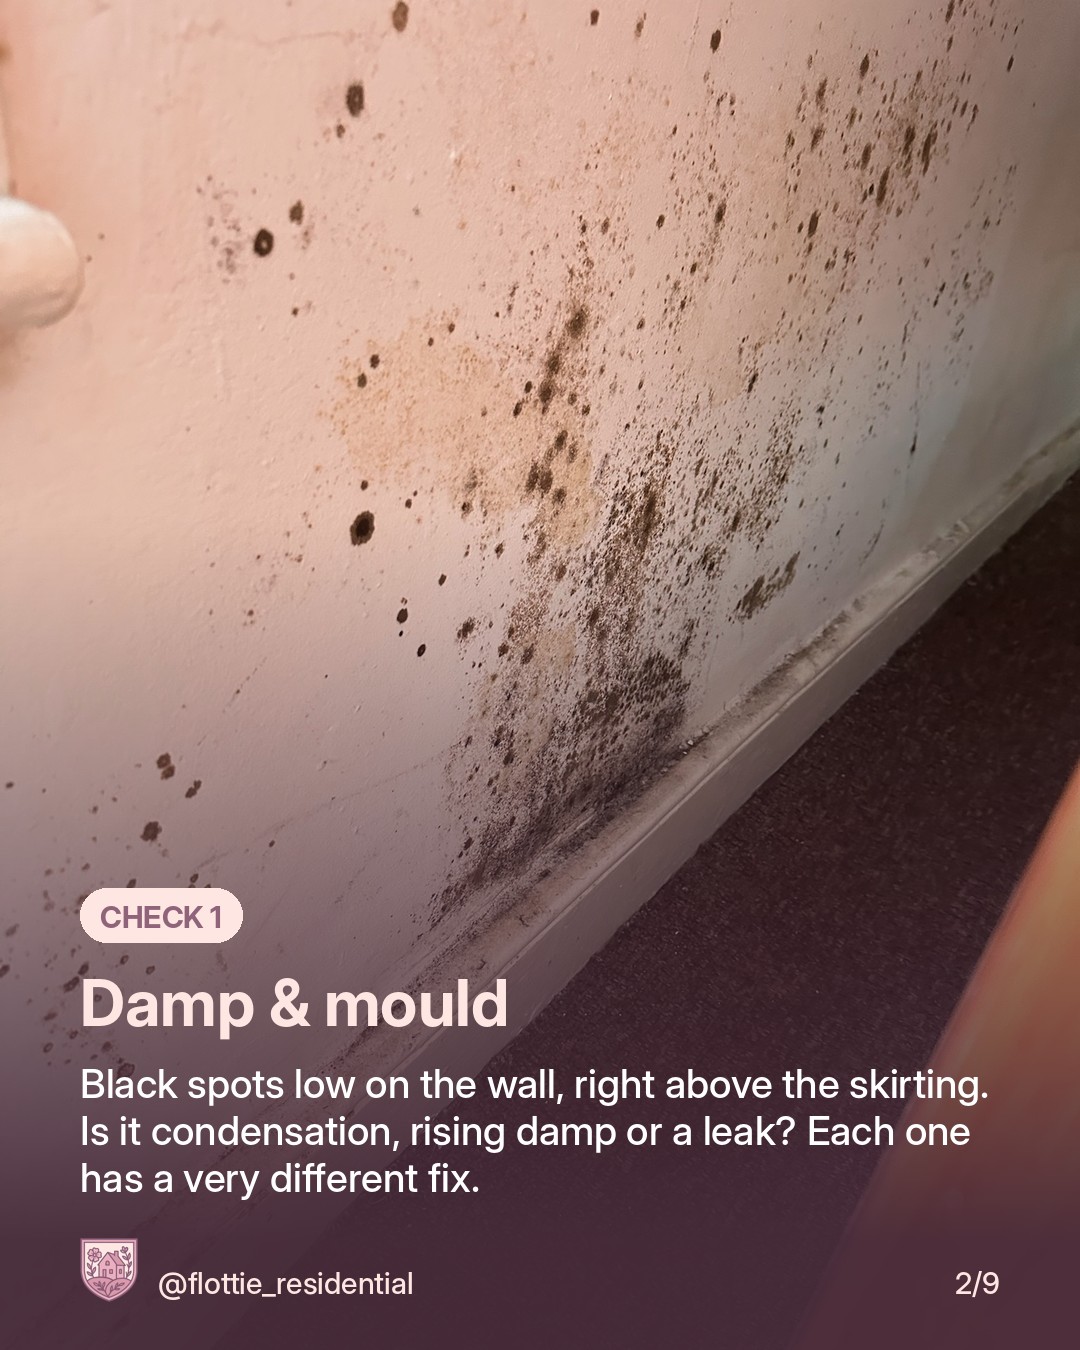 CHECK 1
Damp & mould
Black spots low on the wall, right above the skirting.
Is it condensation, rising damp or a leak? Each one
has a very different fix.
@flottie_residential
2/9